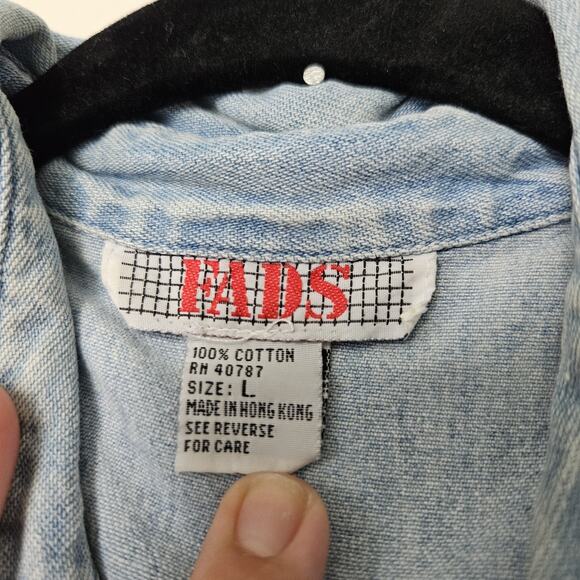 FADS
100% COTTON
RN 40787
SIZE: L
MADE IN HONG KONG
SEE REVERSE
FOR CARE